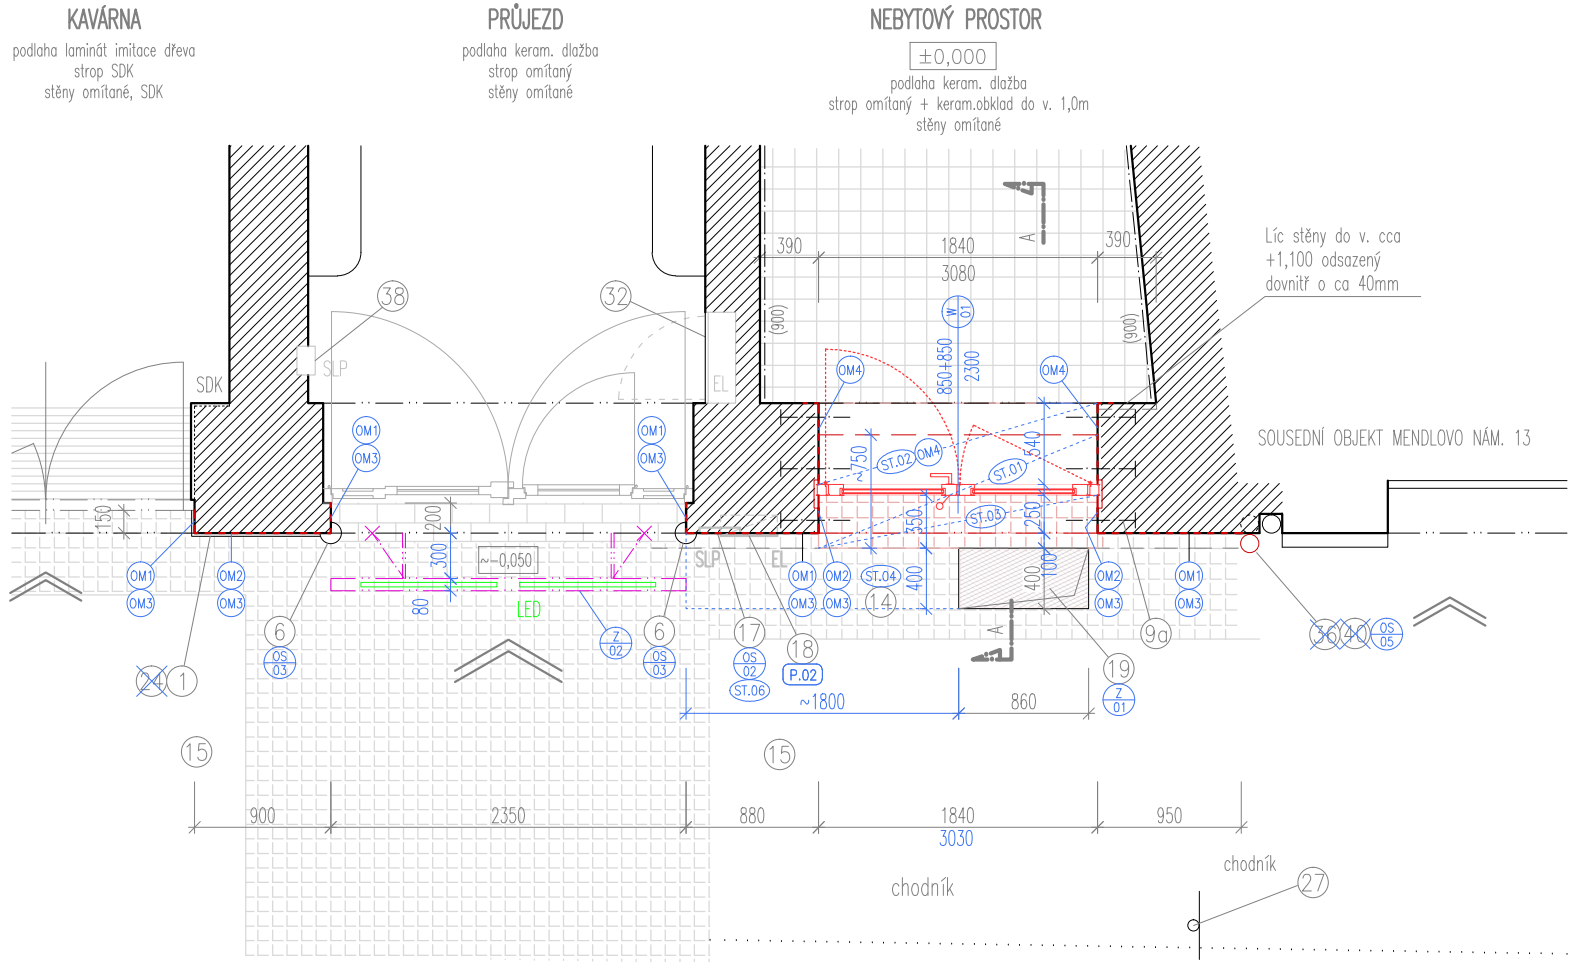 KAVÁRNA
podlaha laminát imitace dřeva
strop SDK
stěny omítané, SDK
PRŮJEZD
podlaha keram. dlažba
strop omítaný
stěny omítané
NEBYTOVÝ PROSTOR
±0,000
podlaha keram. dlažba
strop omítaný + keram.obklad do v. 1,0m
stěny omítané
A
390
1840
390
3080
Líc stěny do v. cca
+1,100 odsazený
dovnitř o ca 40mm
38
32
W
01
(900)
(900)
850+850
2300
SLP
SDK
EL
OM4
OM4
OM1
OM3
OM1
OM3
SOUSEDNÍ OBJEKT MENDLOVO NÁM. 13
~750
ST.02
OM4
ST.01
540
150
200
350
ST.03
250
300
~-0,050
SLP
EL
100
OM1
OM3
OM2
OM3
80
LED
OM1
OM3
OM2
OM3
ST.04
14
400
400
OM2
OM3
OM1
OM3
6
OS
03
Z
02
6
OS
03
17
OS
02
ST.06
18
P.02
A
19
Z
01
9a
36
40
OS
05
24
1
~1800
860
15
15
900
2350
880
1840
3030
950
chodník
chodník
27